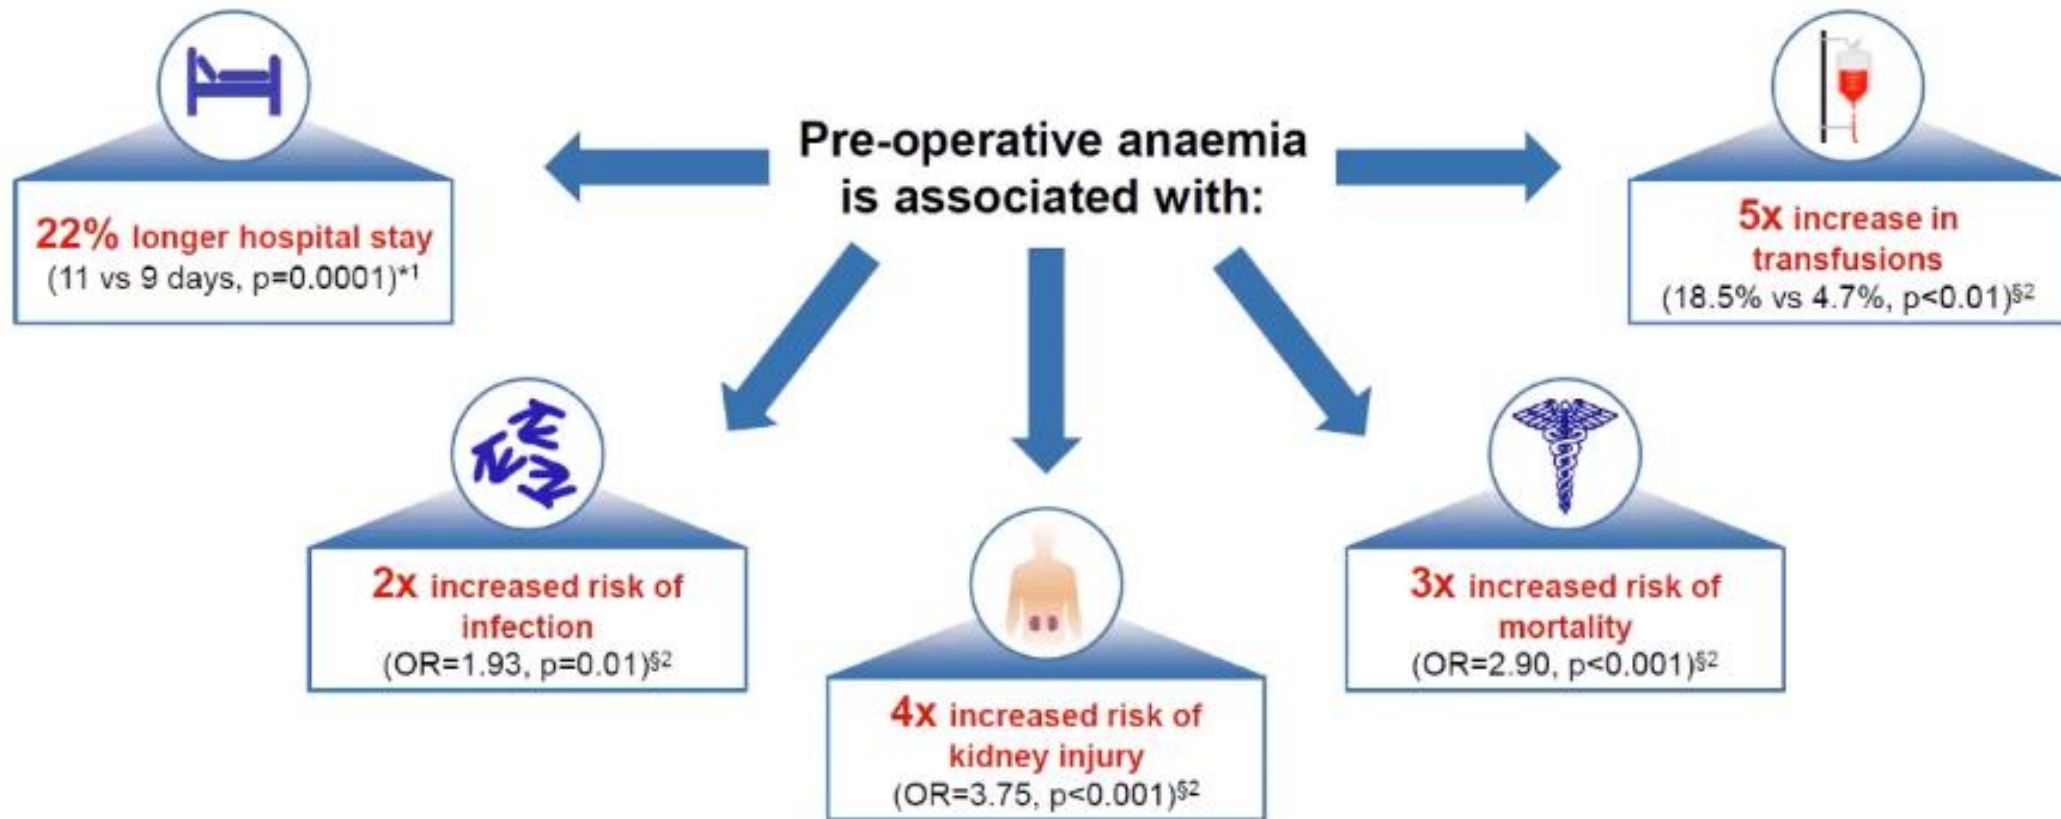 Pre-operative anaemia
is associated with:
22% longer hospital stay
(11 vs 9 days, p=0.0001)*1
5x increase in
transfusions
(18.5% vs 4.7%, p<0.01)§2
2x increased risk of
infection
(OR=1.93, p=0.01)§2
4x increased risk of
kidney injury
(OR=3.75, p<0.001)§2
3x increased risk of
mortality
(OR=2.90, p<0.001)§2